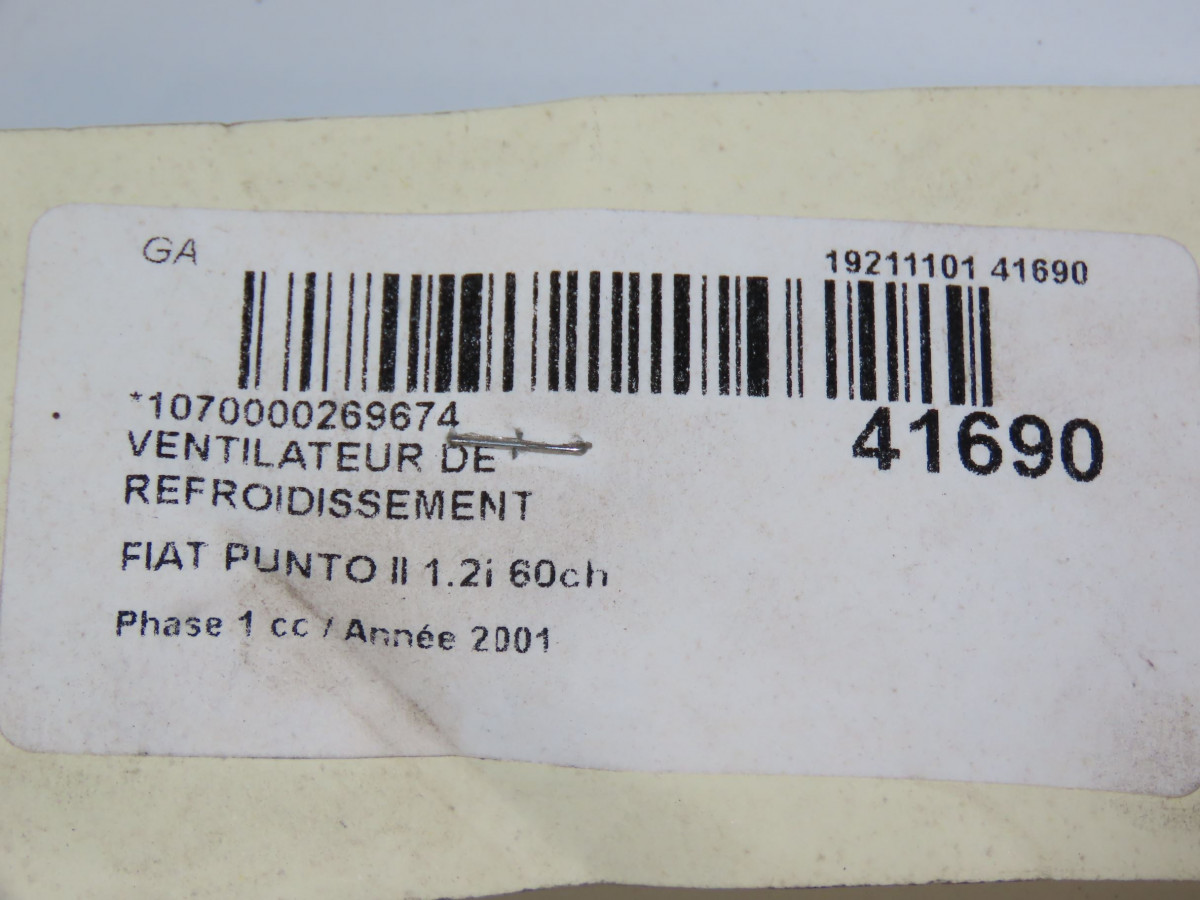 GA
19211101 41690
*1070000269674
41690
VENTILATEUR DE
REFROIDISSEMENT
FIAT PUNTO II 1.2i 60ch
Phase 1 cc / Année 2001